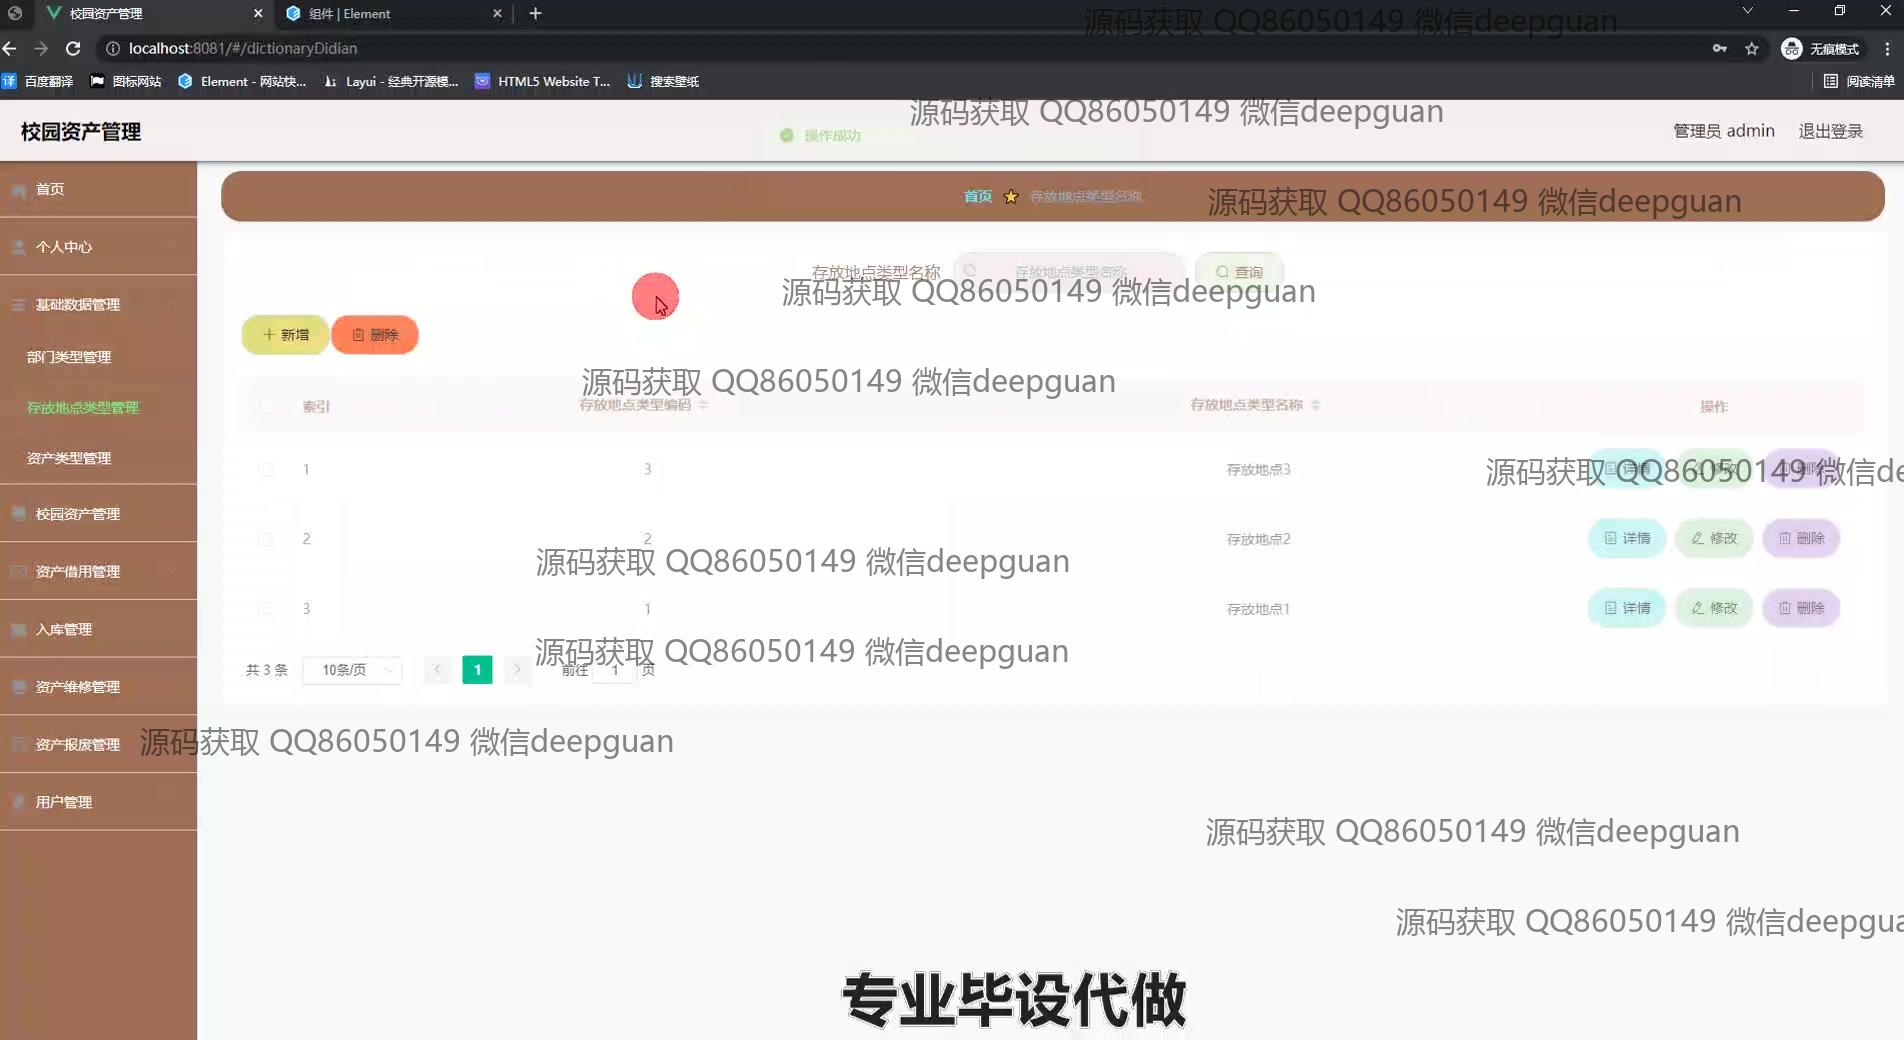 校园资产管理
组件 | Element
源码获取 QQ86050149 微信deepguan
localhost:8081/#/dictionaryDidian
无痕模式
译 百度翻译 图标网站 Element - 网站快... Layui - 经典开源模... HTML5 Website T... 搜索壁纸
阅读清单
源码获取 QQ86050149 微信deepguan
校园资产管理
操作成功
管理员 admin 退出登录
首页
首页 存放地点类型名称
源码获取 QQ86050149 微信deepguan
个人中心
存放地点类型名称 存放地点类型名称 查询
源码获取 QQ86050149 微信deepguan
基础数据管理
新增 删除
部门类型管理
源码获取 QQ86050149 微信deepguan
存放地点类型管理
索引 存放地点类型编码 存放地点类型名称 操作
资产类型管理
1 3 存放地点3 详情 修改 删除
源码获取 QQ86050149 微信de
校园资产管理
2 2 存放地点2 详情 修改 删除
源码获取 QQ86050149 微信deepguan
资产借用管理
3 1 存放地点1 详情 修改 删除
入库管理
源码获取 QQ86050149 微信deepguan
共 3 条 10条/页 1 前往 1 页
资产维修管理
资产报废管理
源码获取 QQ86050149 微信deepguan
用户管理
源码获取 QQ86050149 微信deepguan
源码获取 QQ86050149 微信deepgua
专业毕设代做